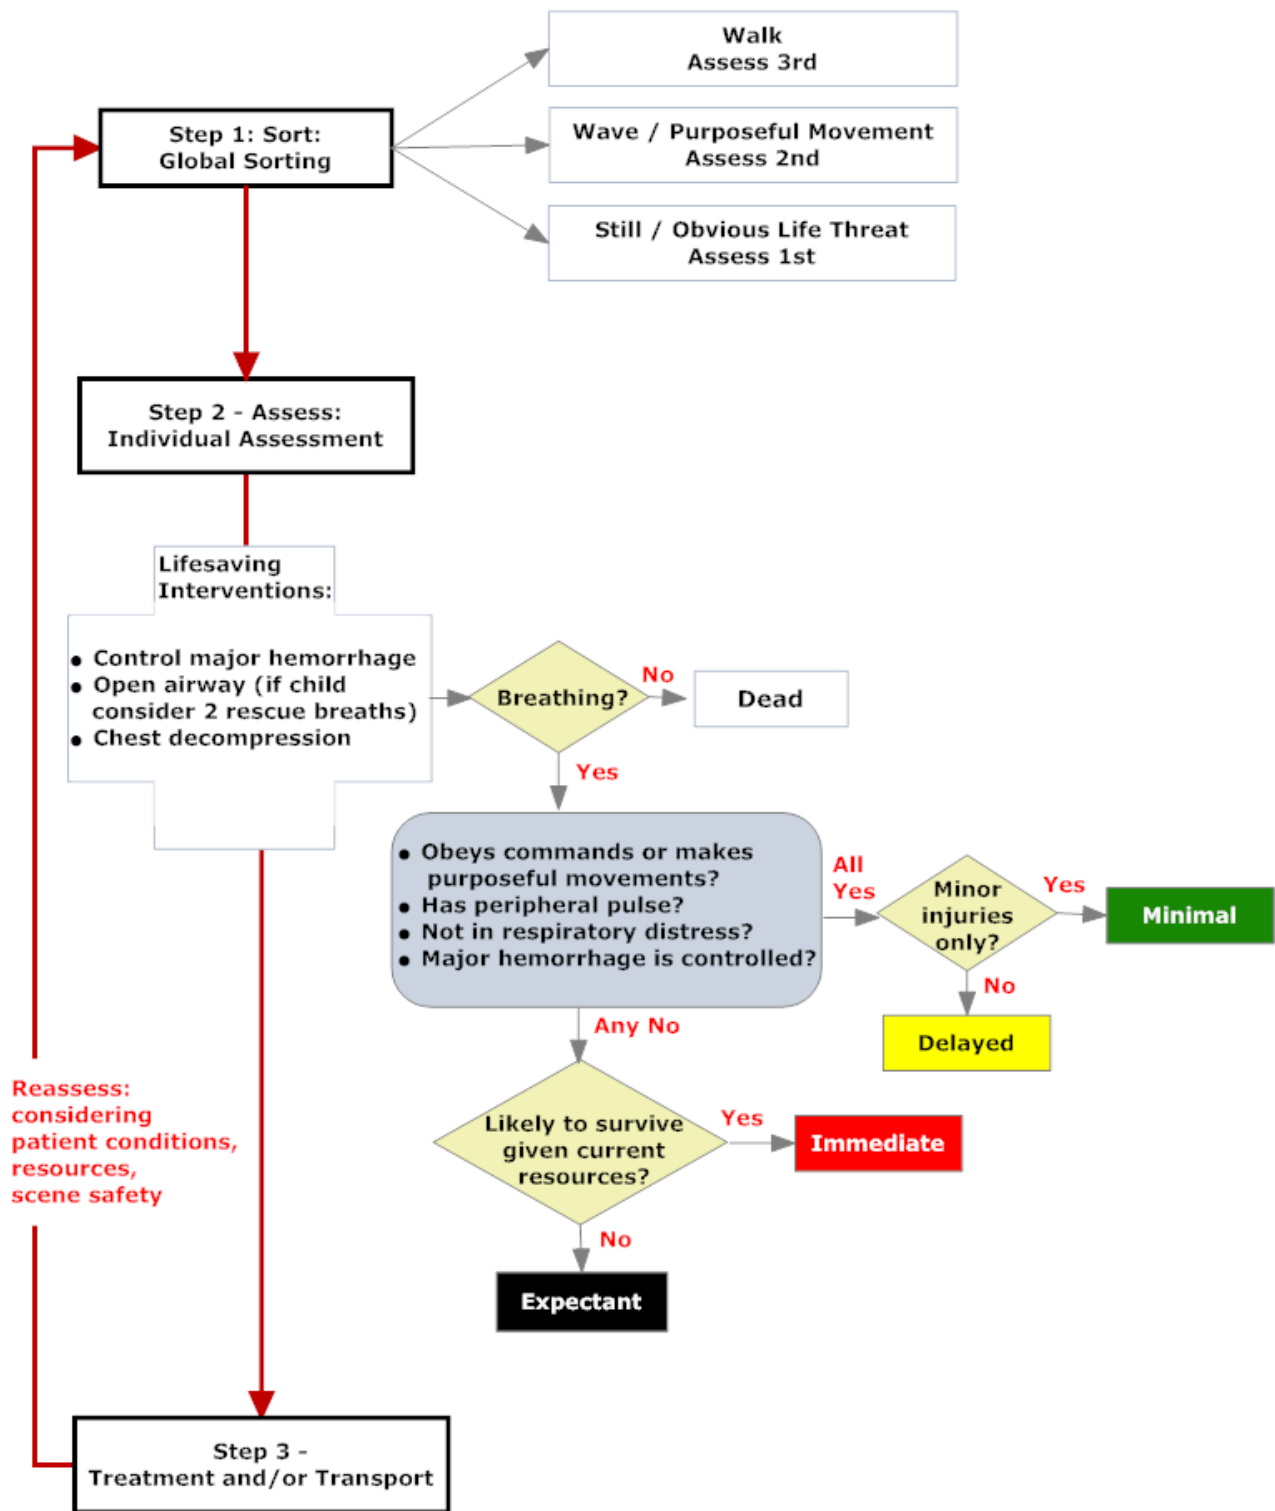 Walk
Assess 3rd
Step 1: Sort:
Global Sorting
Wave / Purposeful Movement
Assess 2nd
Still / Obvious Life Threat
Assess 1st
Step 2 - Assess:
Individual Assessment
Lifesaving
Interventions:
● Control major hemorrhage
● Open airway (if child
consider 2 rescue breaths)
● Chest decompression
Breathing?
No
Dead
Yes
● Obeys commands or makes
purposeful movements?
● Has peripheral pulse?
● Not in respiratory distress?
● Major hemorrhage is controlled?
All
Yes
Minor
injuries
only?
Yes
Minimal
No
Delayed
Any No
Likely to survive
given current
resources?
Yes
Immediate
No
Expectant
Reassess:
considering
patient conditions,
resources,
scene safety
Step 3 -
Treatment and/or Transport